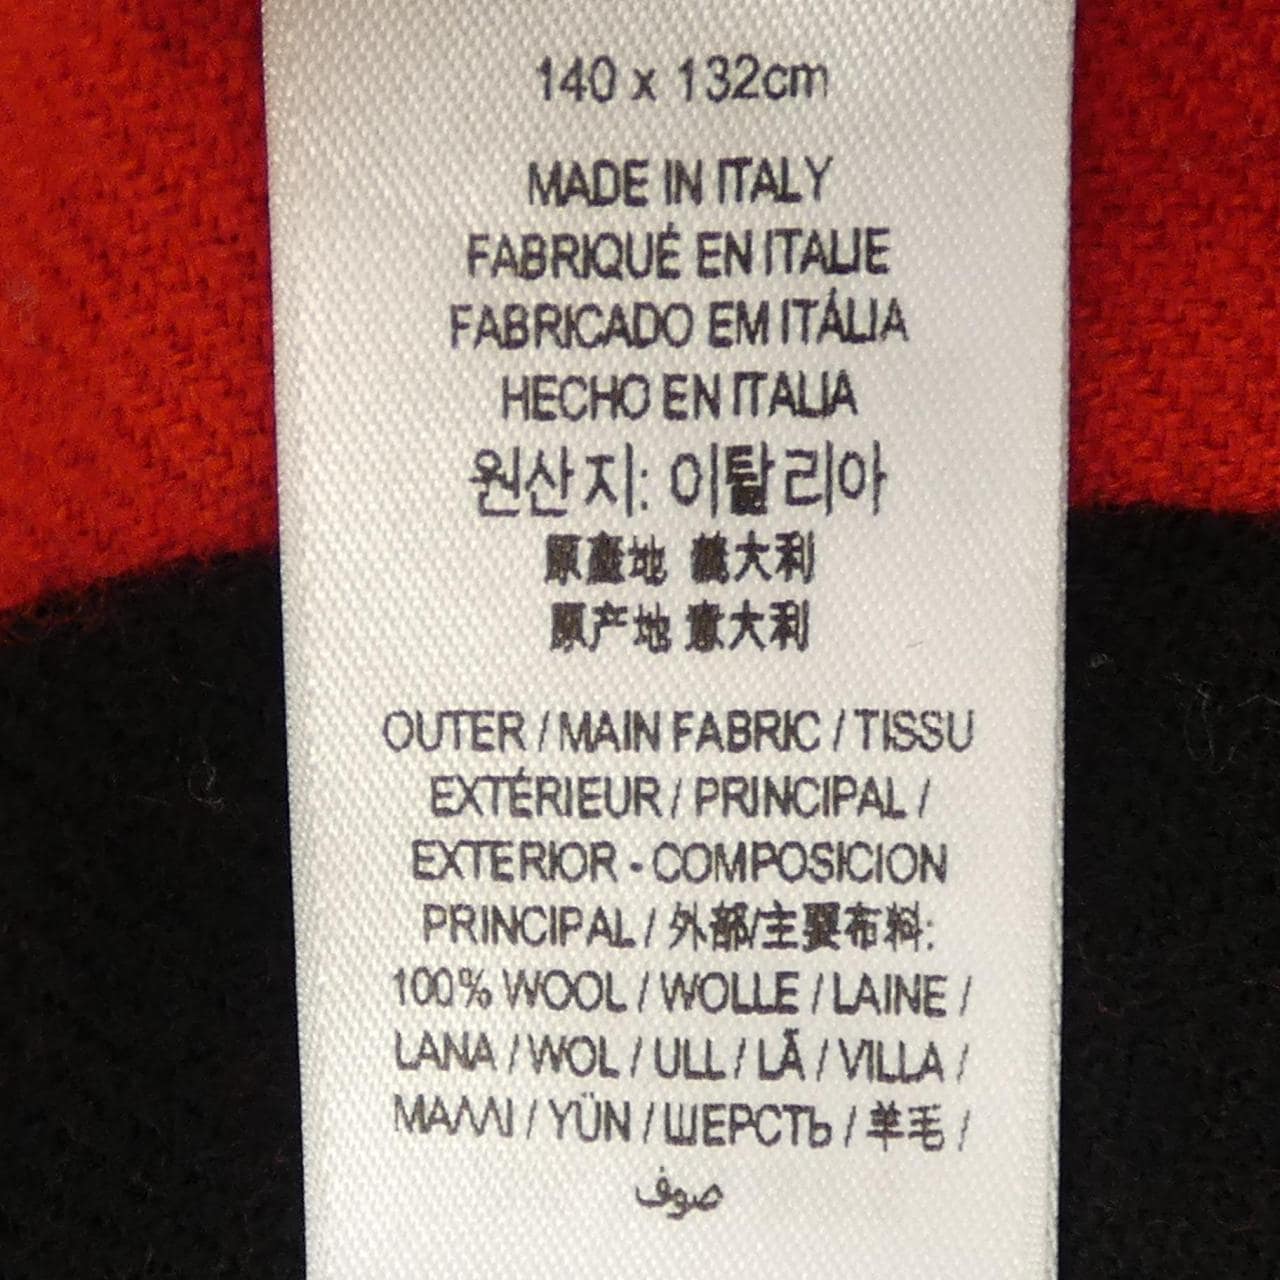 140 x 132cm
MADE IN ITALY
FABRIQUÉ EN ITALIE
FABRICADO EM ITÁLIA
HECHO EN ITALIA
원산지: 이탈리아
原產地 義大利
原产地 意大利
OUTER / MAIN FABRIC / TISSU
EXTÉRIEUR / PRINCIPAL /
EXTERIOR - COMPOSICION
PRINCIPAL / 外部/主要布料:
100% WOOL / WOLLE / LAINE /
LANA / WOL / ULL / LÃ / VILLA /
ΜΑΛΛΙ / YÜN / ШЕРСТЬ / 羊毛 /
صوف